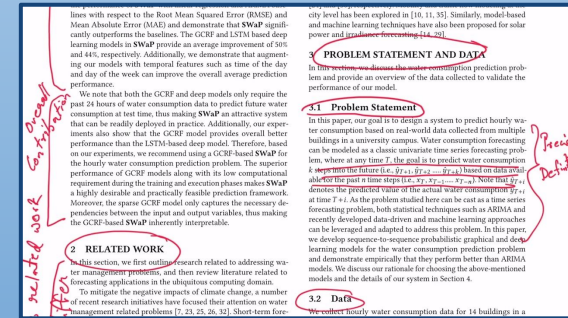 lines with respect to the Root Mean Squared Error (RMSE) and
Mean Absolute Error (MAE) and demonstrate that SWaP signifi-
cantly outperforms the baselines. The GCRF and LSTM based deep
learning models in SWaP provide an average improvement of 50%
and 44%, respectively. Additionally, we demonstrate that augment-
ing our models with temporal features such as time of the day
and day of the week can improve the overall average prediction
performance.
We note that both the GCRF and deep models only require the
past 24 hours of water consumption data to predict future water
consumption at test time, thus making SWaP an attractive system
that can be readily deployed in practice. Additionally, our exper-
iments also show that the GCRF model provides overall better
performance than the LSTM-based deep model. Therefore, based
on our experiments, we recommend using a GCRF-based SWaP for
the hourly water consumption prediction problem. The superior
performance of GCRF models along with its low computational
requirement during the training and execution phases makes SWaP
a highly desirable and practically feasible prediction framework.
Moreover, the sparse GCRF model only captures the necessary de-
pendencies between the input and output variables, thus making
the GCRF-based SWaP inherently interpretable.
2 RELATED WORK
In this section, we first outline research related to addressing wa-
ter management problems, and then review literature related to
forecasting applications in the ubiquitous computing domain.
To mitigate the negative impacts of climate change, a number
of recent research initiatives have focused their attention on water
management related problems [7, 23, 25, 26, 32]. Short-term fore-
city level has been explored in [10, 11, 35]. Similarly, model-based
and machine learning techniques have also been proposed for solar
power and irradiance forecasting [14, 29].
3 PROBLEM STATEMENT AND DATA
In this section, we discuss the water consumption prediction prob-
lem and provide an overview of the data collected to validate the
performance of our model.
3.1 Problem Statement
In this paper, our goal is to design a system to predict hourly wa-
ter consumption based on real-world data collected from multiple
buildings in a university campus. Water consumption forecasting
can be modeled as a classic univariate time series forecasting prob-
lem, where at any time T, the goal is to predict water consumption
k steps into the future (i.e., ŷT+1, ŷT+2 .... ŷT+k) based on data avail-
able for the past n time steps (i.e., xT, xT−1 ... xT−n). Note that ŷT+i
denotes the predicted value of the actual water consumption yT+i
at time T + i. As the problem studied here can be cast as a time series
forecasting problem, both statistical techniques such as ARIMA and
recently developed data-driven and machine learning approaches
can be leveraged and adapted to address this problem. In this paper,
we develop sequence-to-sequence probabilistic graphical and deep
learning models for the water consumption prediction problem
and demonstrate empirically that they perform better than ARIMA
models. We discuss our rationale for choosing the above-mentioned
models and the details of our system in Section 4.
3.2 Data
We collect hourly water consumption data for 14 buildings in a
Overall
Contribution
related work
Preci
Defi